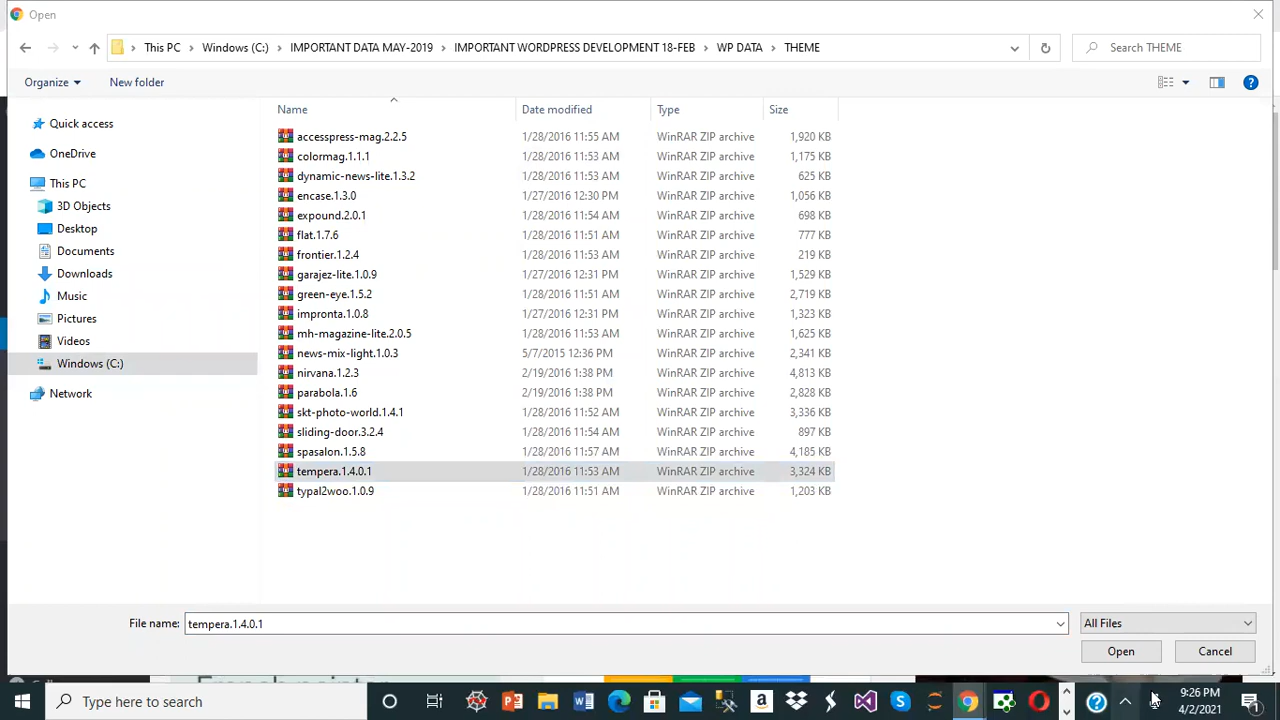 Open
This PC > Windows (C:) > IMPORTANT DATA MAY-2019 > IMPORTANT WORDPRESS DEVELOPMENT 18-FEB > WP DATA > THEME
Search THEME
Organize
New folder
Name Date modified Type Size
Quick access
OneDrive
This PC
3D Objects
Desktop
Documents
Downloads
Music
Pictures
Videos
Windows (C:)
Network
accesspress-mag.2.2.5 1/28/2016 11:55 AM WinRAR ZIP archive 1,920 KB
colormag.1.1.1 1/28/2016 11:53 AM WinRAR ZIP archive 1,175 KB
dynamic-news-lite.1.3.2 1/28/2016 11:53 AM WinRAR ZIP archive 625 KB
encase.1.3.0 1/27/2016 12:30 PM WinRAR ZIP archive 1,056 KB
expound.2.0.1 1/28/2016 11:54 AM WinRAR ZIP archive 698 KB
flat.1.7.6 1/28/2016 11:51 AM WinRAR ZIP archive 777 KB
frontier.1.2.4 1/28/2016 11:53 AM WinRAR ZIP archive 219 KB
garajez-lite.1.0.9 1/27/2016 12:31 PM WinRAR ZIP archive 1,529 KB
green-eye.1.5.2 1/28/2016 11:51 AM WinRAR ZIP archive 2,719 KB
impronta.1.0.8 1/27/2016 12:31 PM WinRAR ZIP archive 1,323 KB
mh-magazine-lite.2.0.5 1/28/2016 11:53 AM WinRAR ZIP archive 1,625 KB
news-mix-light.1.0.3 5/7/2015 12:36 PM WinRAR ZIP archive 2,341 KB
nirvana.1.2.3 2/19/2016 1:38 PM WinRAR ZIP archive 4,813 KB
parabola.1.6 2/19/2016 1:38 PM WinRAR ZIP archive 2,828 KB
skt-photo-world.1.4.1 1/28/2016 11:52 AM WinRAR ZIP archive 3,336 KB
sliding-door.3.2.4 1/28/2016 11:54 AM WinRAR ZIP archive 897 KB
spasalon.1.5.8 1/28/2016 11:57 AM WinRAR ZIP archive 4,185 KB
tempera.1.4.0.1 1/28/2016 11:53 AM WinRAR ZIP archive 3,324 KB
typal2woo.1.0.9 1/28/2016 11:51 AM WinRAR ZIP archive 1,203 KB
File name: tempera.1.4.0.1
All Files
Open Cancel
Type here to search
9:26 PM
4/2/2021